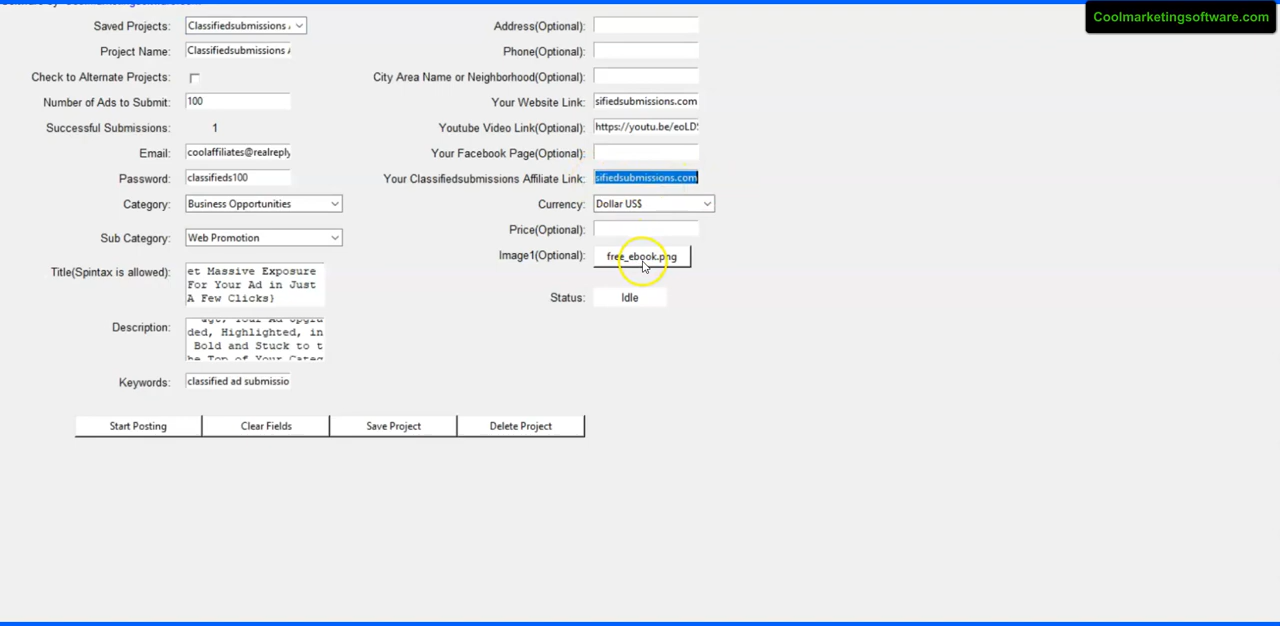 Coolmarketingsoftware.com
Saved Projects: Classifiedsubmissions
Project Name: Classifiedsubmissions
Check to Alternate Projects:
Number of Ads to Submit: 100
Successful Submissions: 1
Email: coolaffiliates@realreply
Password: classifieds100
Category: Business Opportunities
Sub Category: Web Promotion
Title(Spintax is allowed): et Massive Exposure
For Your Ad in Just
A Few Clicks}
Description:
ded, Highlighted, in
Bold and Stuck to t
he Top of Your Categ
Keywords: classified ad submissio
Address(Optional):
Phone(Optional):
City Area Name or Neighborhood(Optional):
Your Website Link: sifiedsubmissions.com
Youtube Video Link(Optional): https://youtu.be/eoLD
Your Facebook Page(Optional):
Your Classifiedsubmissions Affiliate Link: sifiedsubmissions.com
Currency: Dollar US$
Price(Optional):
Image1(Optional): free_ebook.png
Status: Idle
Start Posting Clear Fields Save Project Delete Project